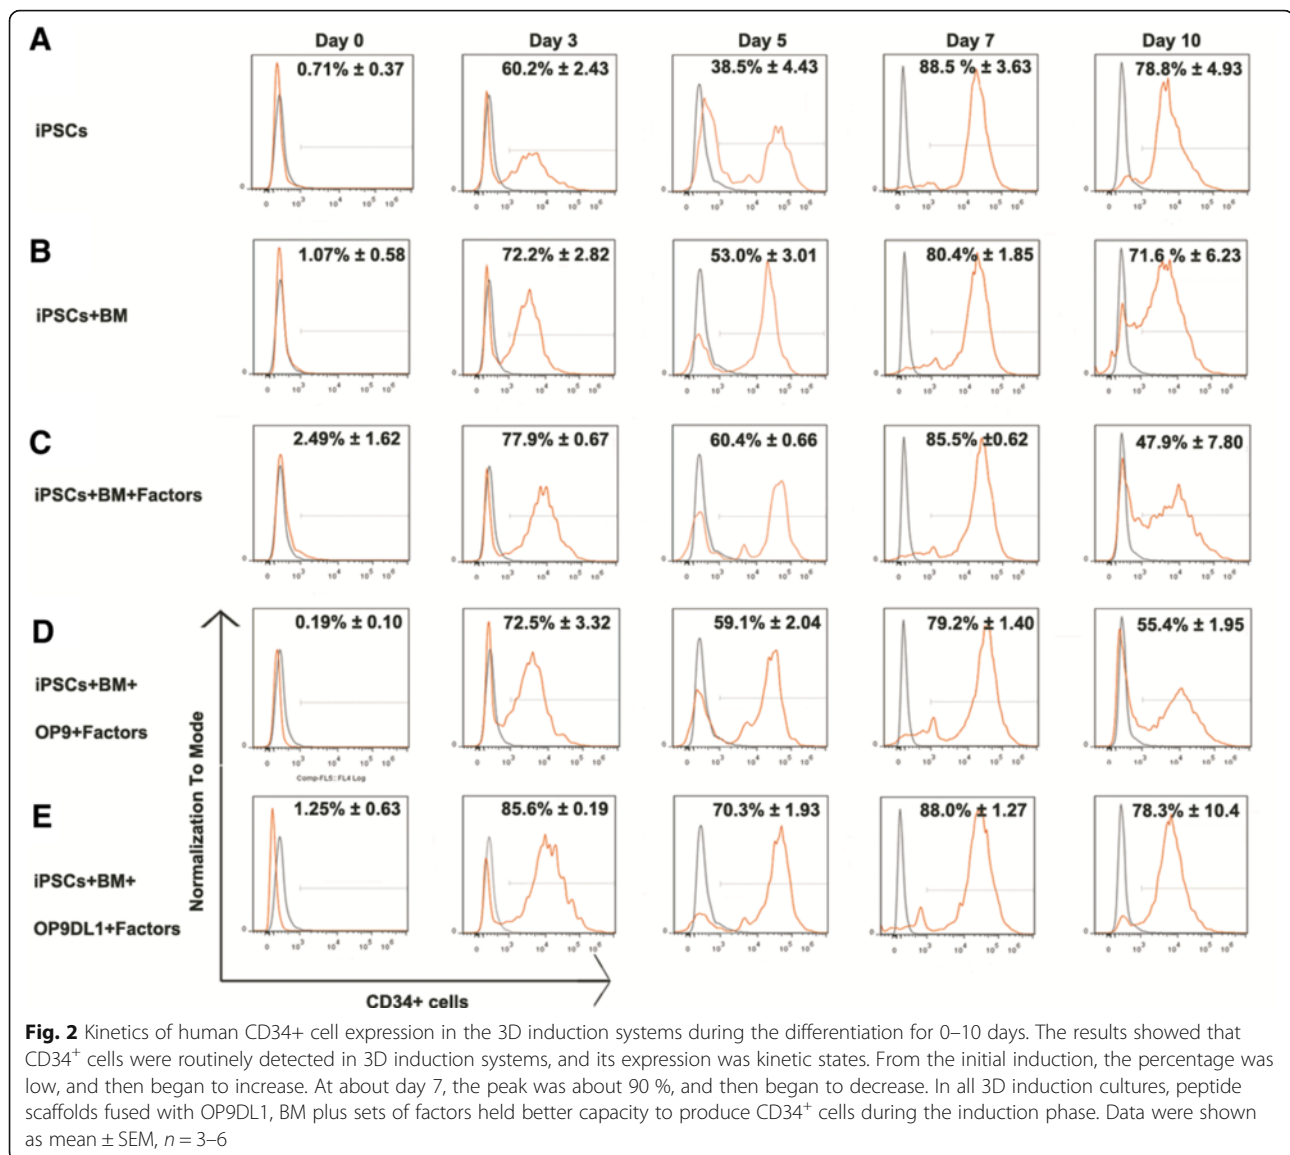 A
Day 0
Day 3
Day 5
Day 7
Day 10
iPSCs
0.71% ± 0.37
60.2% ± 2.43
38.5% ± 4.43
88.5 % ± 3.63
78.8% ± 4.93
B
iPSCs+BM
1.07% ± 0.58
72.2% ± 2.82
53.0% ± 3.01
80.4% ± 1.85
71.6 % ± 6.23
C
iPSCs+BM+Factors
2.49% ± 1.62
77.9% ± 0.67
60.4% ± 0.66
85.5% ±0.62
47.9% ± 7.80
D
iPSCs+BM+
OP9+Factors
0.19% ± 0.10
72.5% ± 3.32
59.1% ± 2.04
79.2% ± 1.40
55.4% ± 1.95
Comp-FL5:: FL4 Log
E
iPSCs+BM+
OP9DL1+Factors
1.25% ± 0.63
85.6% ± 0.19
70.3% ± 1.93
88.0% ± 1.27
78.3% ± 10.4
Normalization To Mode
CD34+ cells
Fig. 2 Kinetics of human CD34+ cell expression in the 3D induction systems during the differentiation for 0–10 days. The results showed that
CD34⁺ cells were routinely detected in 3D induction systems, and its expression was kinetic states. From the initial induction, the percentage was
low, and then began to increase. At about day 7, the peak was about 90 %, and then began to decrease. In all 3D induction cultures, peptide
scaffolds fused with OP9DL1, BM plus sets of factors held better capacity to produce CD34⁺ cells during the induction phase. Data were shown
as mean ± SEM, n = 3–6